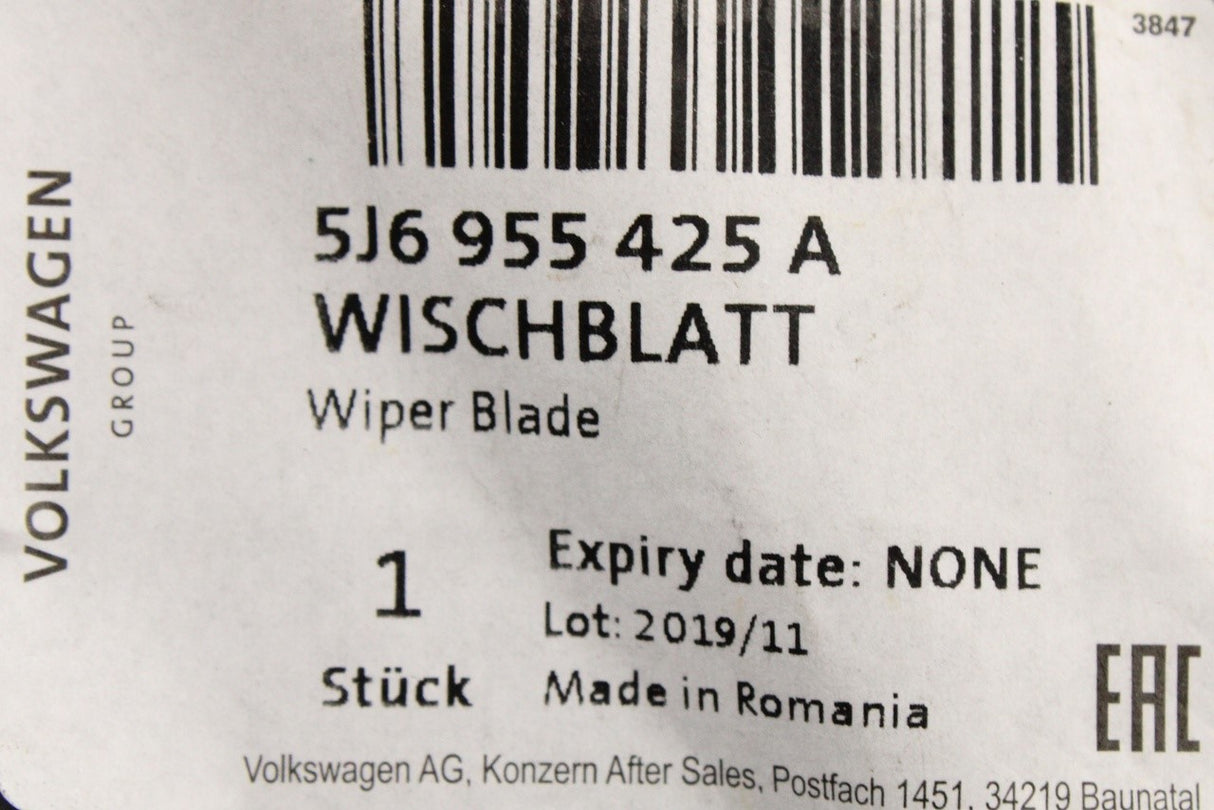 3847
VOLKSWAGEN
GROUP
5J6 955 425 A
WISCHBLATT
Wiper Blade
1
Stück
Expiry date: NONE
Lot: 2019/11
Made in Romania
EAC
Volkswagen AG, Konzern After Sales, Postfach 1451, 34219 Baunatal